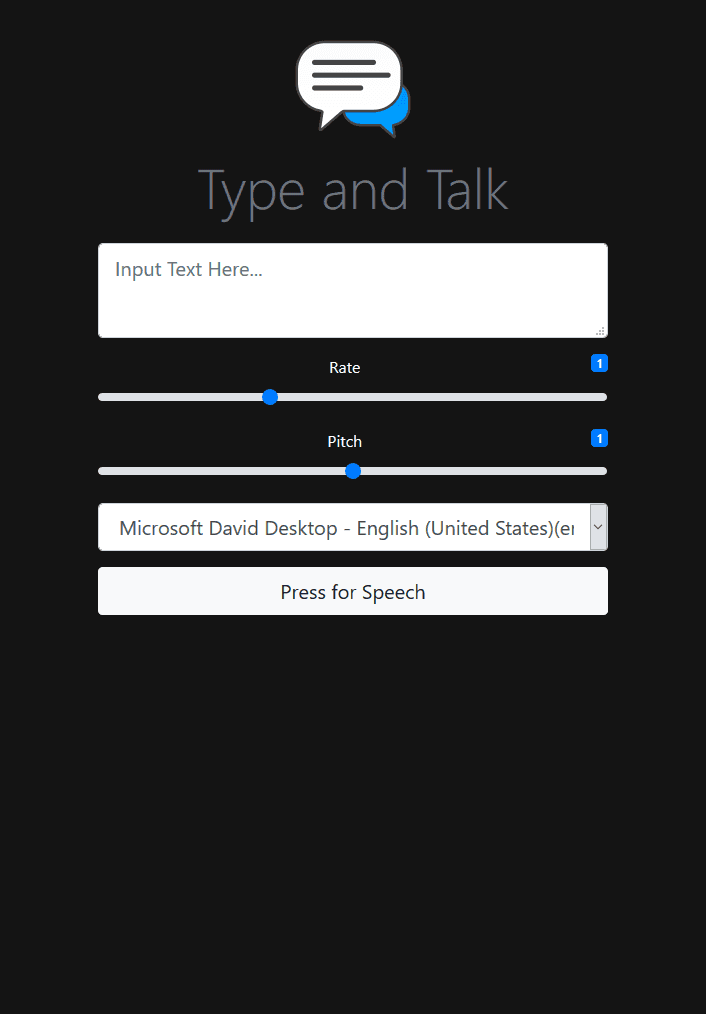 Type and Talk
Input Text Here...
Rate
1
Pitch
1
Microsoft David Desktop - English (United States)(en
Press for Speech